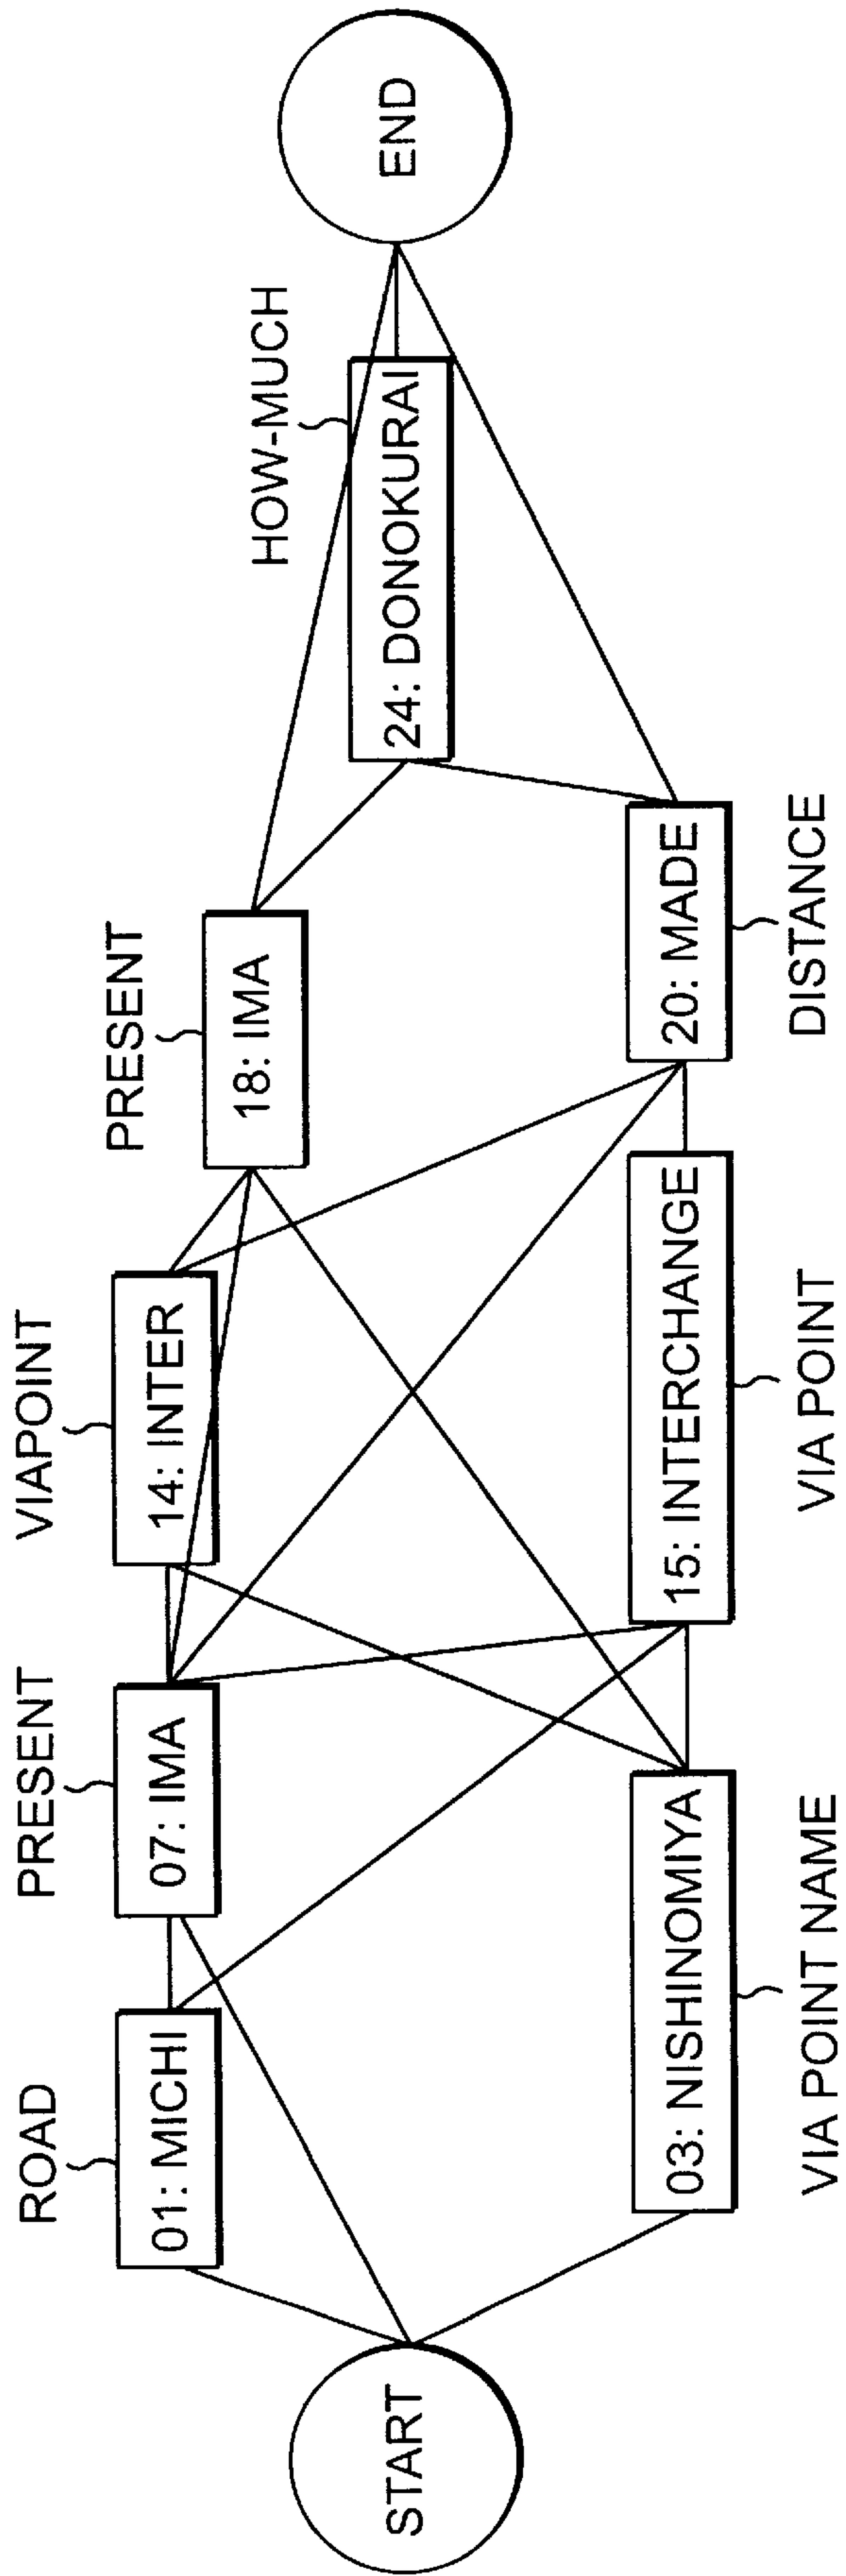 START
ROAD
01: MICHI
PRESENT
07: IMA
VIAPOINT
14: INTER
PRESENT
18: IMA
HOW-MUCH
24: DONOKURAI
END
03: NISHINOMIYA
VIA POINT NAME
15: INTERCHANGE
VIA POINT
20: MADE
DISTANCE